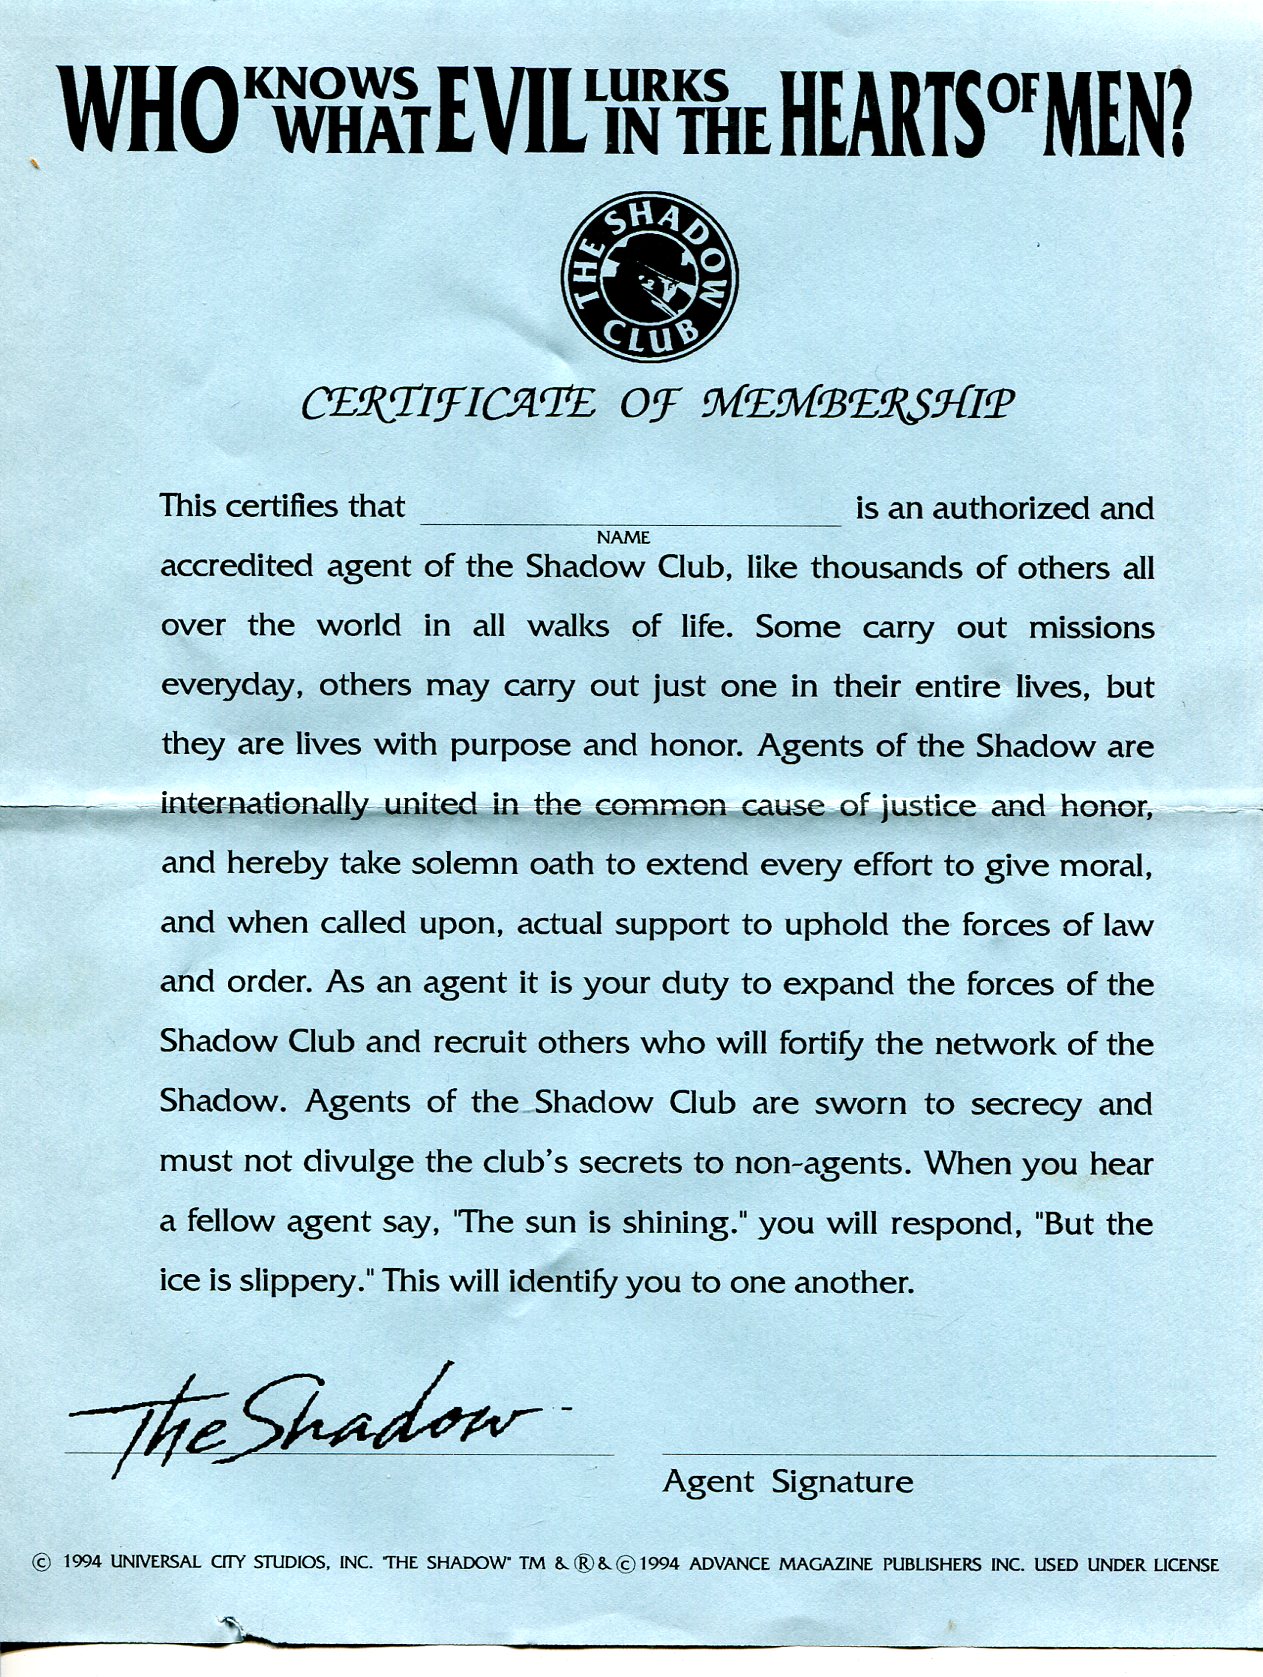 WHO KNOWS WHAT EVIL LURKS IN THE HEARTS OF MEN?
THE SHADOW CLUB
CERTIFICATE OF MEMBERSHIP
This certifies that ______ is an authorized and
NAME
accredited agent of the Shadow Club, like thousands of others all
over the world in all walks of life. Some carry out missions
everyday, others may carry out just one in their entire lives, but
they are lives with purpose and honor. Agents of the Shadow are
internationally united in the common cause of justice and honor,
and hereby take solemn oath to extend every effort to give moral,
and when called upon, actual support to uphold the forces of law
and order. As an agent it is your duty to expand the forces of the
Shadow Club and recruit others who will fortify the network of the
Shadow. Agents of the Shadow Club are sworn to secrecy and
must not divulge the club's secrets to non-agents. When you hear
a fellow agent say, "The sun is shining." you will respond, "But the
ice is slippery." This will identify you to one another.
The Shadow
Agent Signature
© 1994 UNIVERSAL CITY STUDIOS, INC. "THE SHADOW" TM & ® & © 1994 ADVANCE MAGAZINE PUBLISHERS INC. USED UNDER LICENSE